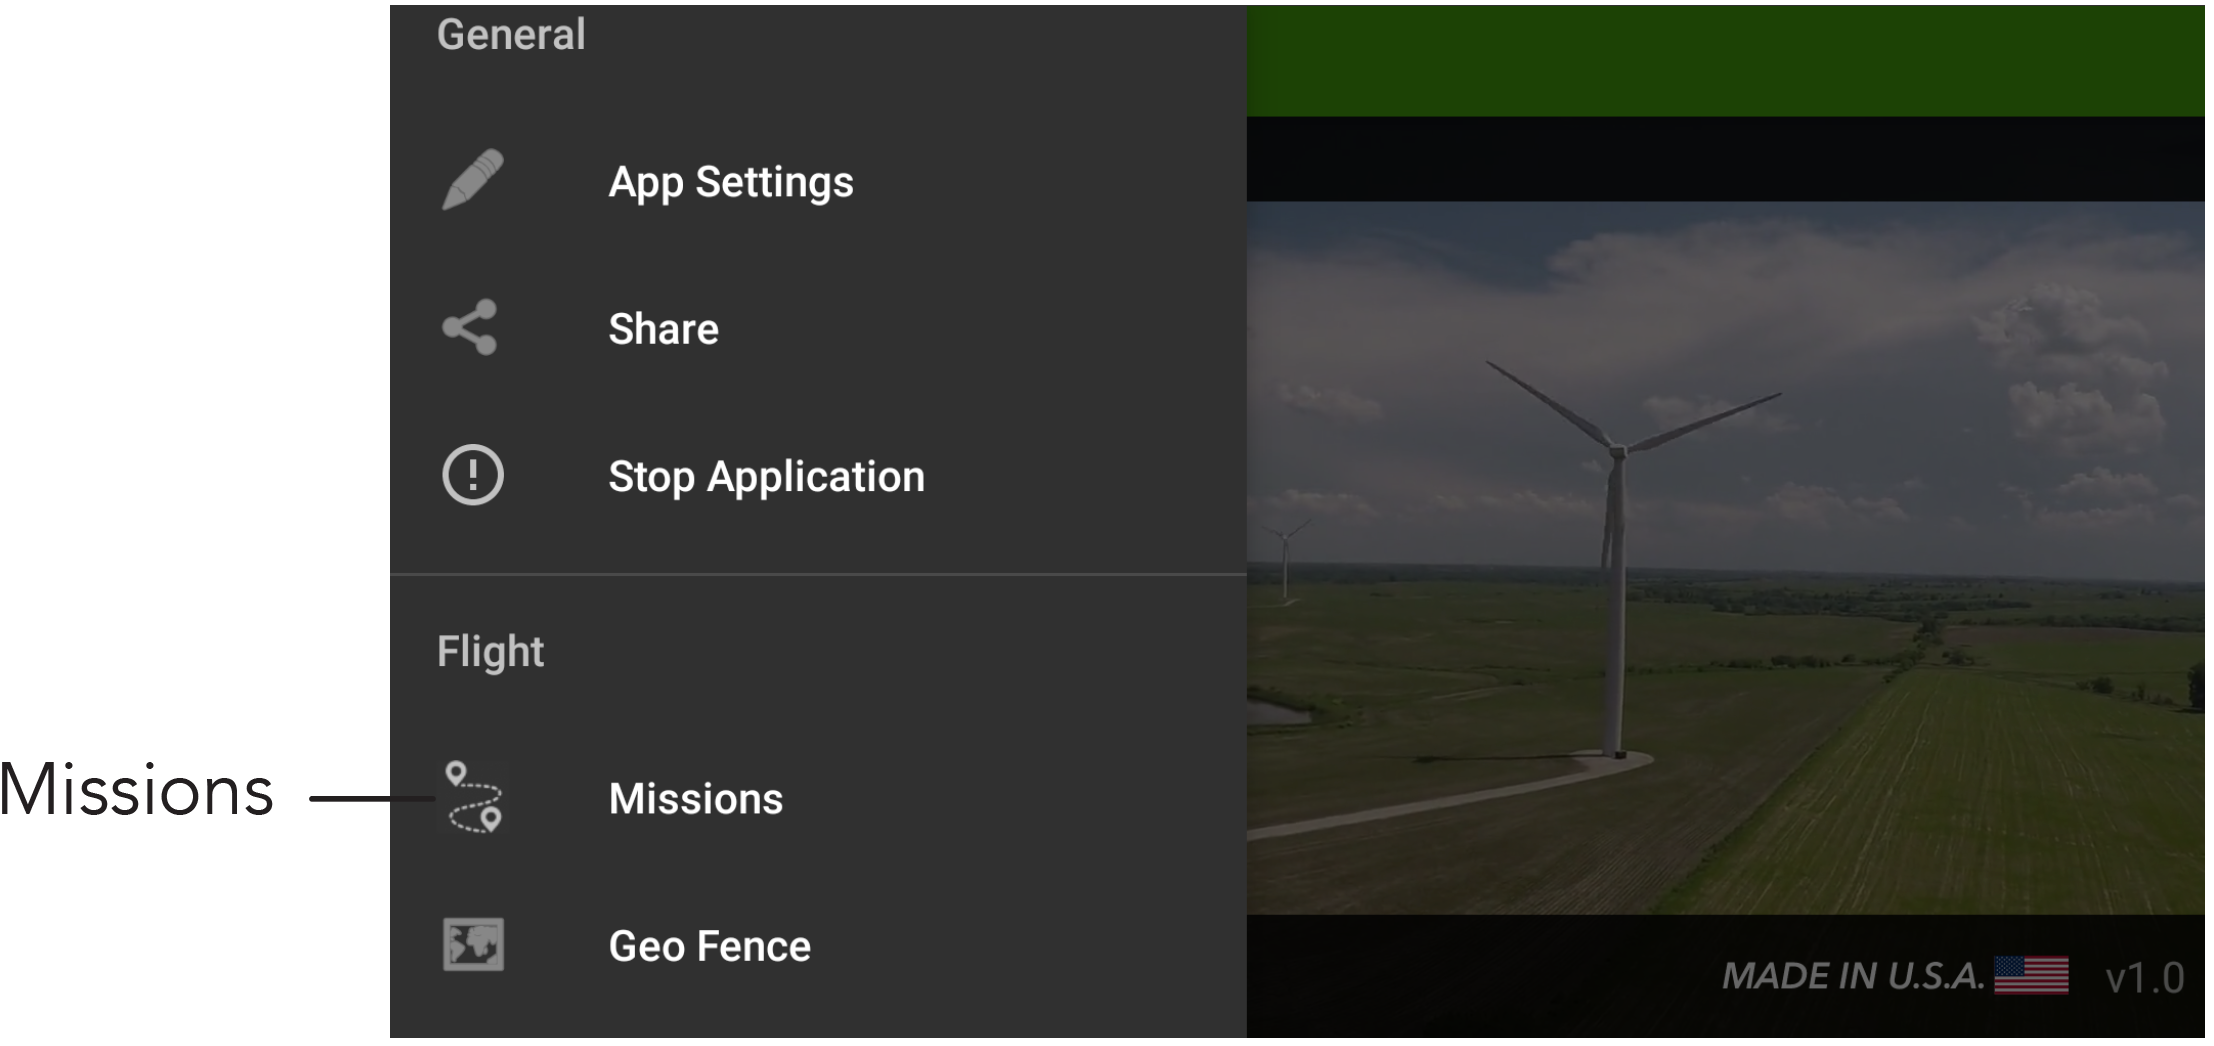 General
App Settings
Share
Stop Application
Flight
Missions
Missions
Geo Fence
MADE IN U.S.A.
v1.0